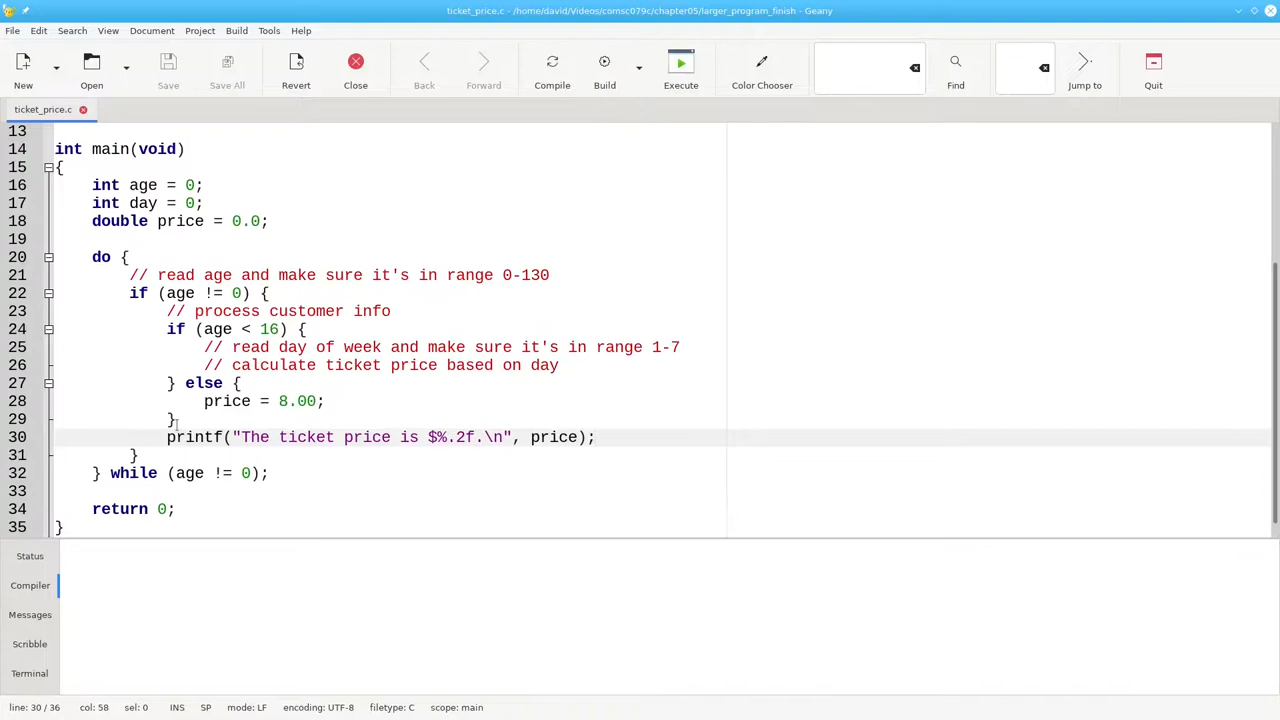 ticket_price.c - /home/david/Videos/comsc079c/chapter05/larger_program_finish - Geany
File Edit Search View Document Project Build Tools Help
New Open Save Save All Revert Close Back Forward Compile Build Execute Color Chooser Find Jump to Quit
ticket_price.c
13
14 int main(void)
15 {
16     int age = 0;
17     int day = 0;
18     double price = 0.0;
19
20     do {
21         // read age and make sure it's in range 0-130
22         if (age != 0) {
23             // process customer info
24             if (age < 16) {
25                 // read day of week and make sure it's in range 1-7
26                 // calculate ticket price based on day
27             } else {
28                 price = 8.00;
29             }
30             printf("The ticket price is $%.2f.\n", price);
31         }
32     } while (age != 0);
33
34     return 0;
35 }
Status
Compiler
Messages
Scribble
Terminal
line: 30 / 36 col: 58 sel: 0 INS SP mode: LF encoding: UTF-8 filetype: C scope: main